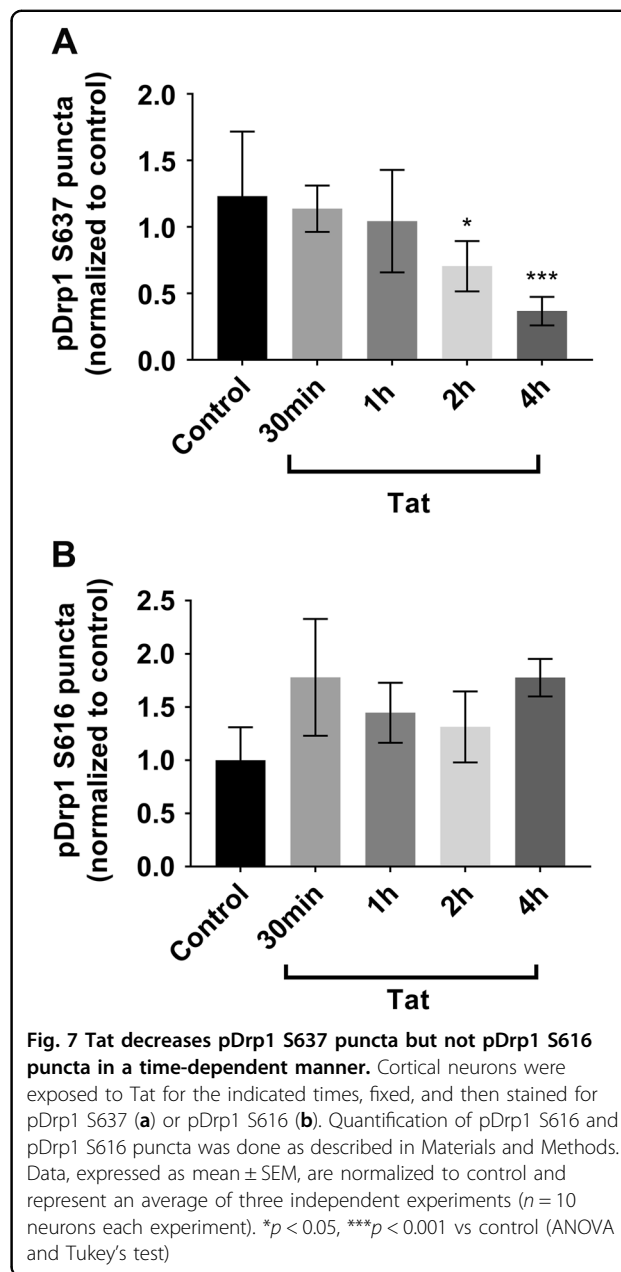 A
pDrp1 S637 puncta
(normalized to control)
2.0
1.5
1.0
0.5
0.0
*
***
Control
30min
1h
2h
4h
Tat
B
pDrp1 S616 puncta
(normalized to control)
2.5
2.0
1.5
1.0
0.5
0.0
Control
30min
1h
2h
4h
Tat
Fig. 7 Tat decreases pDrp1 S637 puncta but not pDrp1 S616
puncta in a time-dependent manner. Cortical neurons were
exposed to Tat for the indicated times, fixed, and then stained for
pDrp1 S637 (a) or pDrp1 S616 (b). Quantification of pDrp1 S616 and
pDrp1 S616 puncta was done as described in Materials and Methods.
Data, expressed as mean ± SEM, are normalized to control and
represent an average of three independent experiments (n = 10
neurons each experiment). *p < 0.05, ***p < 0.001 vs control (ANOVA
and Tukey's test)